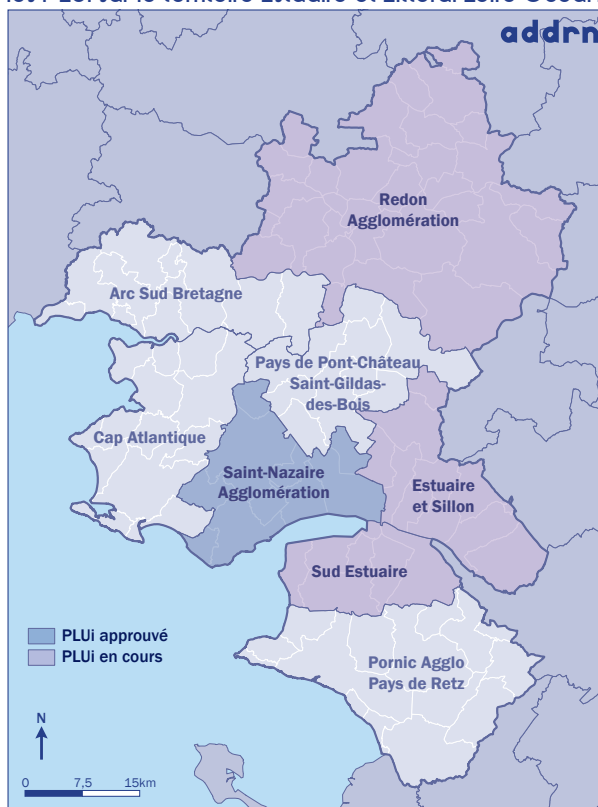 addrn
Redon
Agglomération
Arc Sud Bretagne
Pays de Pont-Château
Saint-Gildas-
des-Bois
Cap Atlantique
Saint-Nazaire
Agglomération
Estuaire
et Sillon
Sud Estuaire
PLUi approuvé
PLUi en cours
Pornic Agglo
Pays de Retz
N
0 7,5 15km